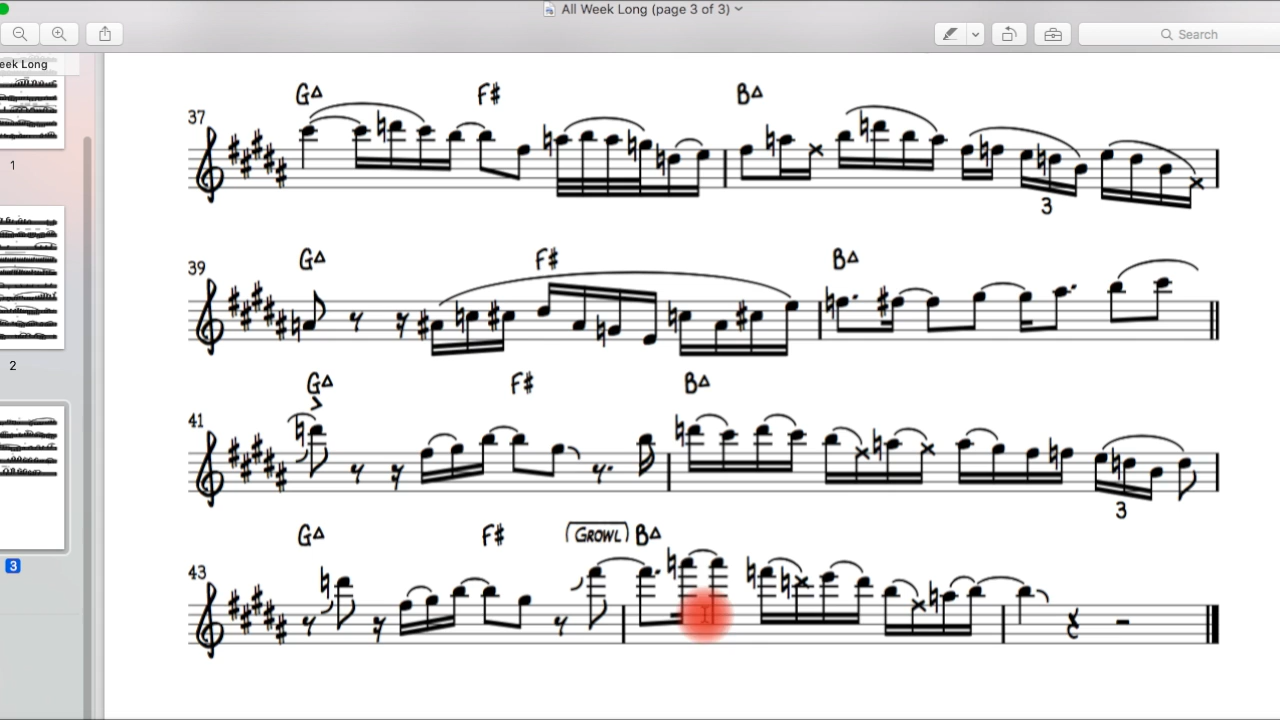 All Week Long (page 3 of 3)
Search
eek Long
1
2
3
37 G△ F# B△
3
39 G△ F# B△
41 G△ F# B△
3
43 G△ F# GROWL B△